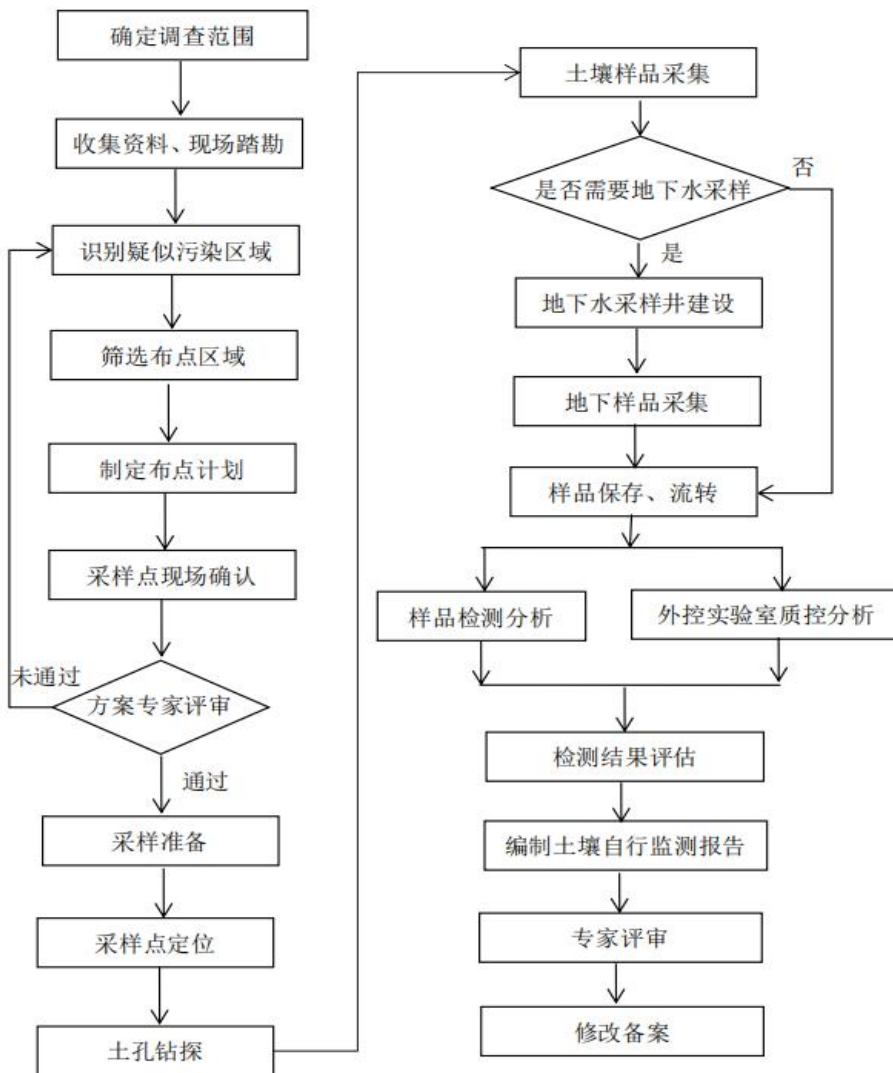 确定调查范围
收集资料、现场踏勘
识别疑似污染区域
筛选布点区域
制定布点计划
采样点现场确认
未通过
方案专家评审
通过
采样准备
采样点定位
土孔钻探
土壤样品采集
否
是否需要地下水采样
是
地下水采样井建设
地下样品采集
样品保存、流转
样品检测分析
外控实验室质控分析
检测结果评估
编制土壤自行监测报告
专家评审
修改备案